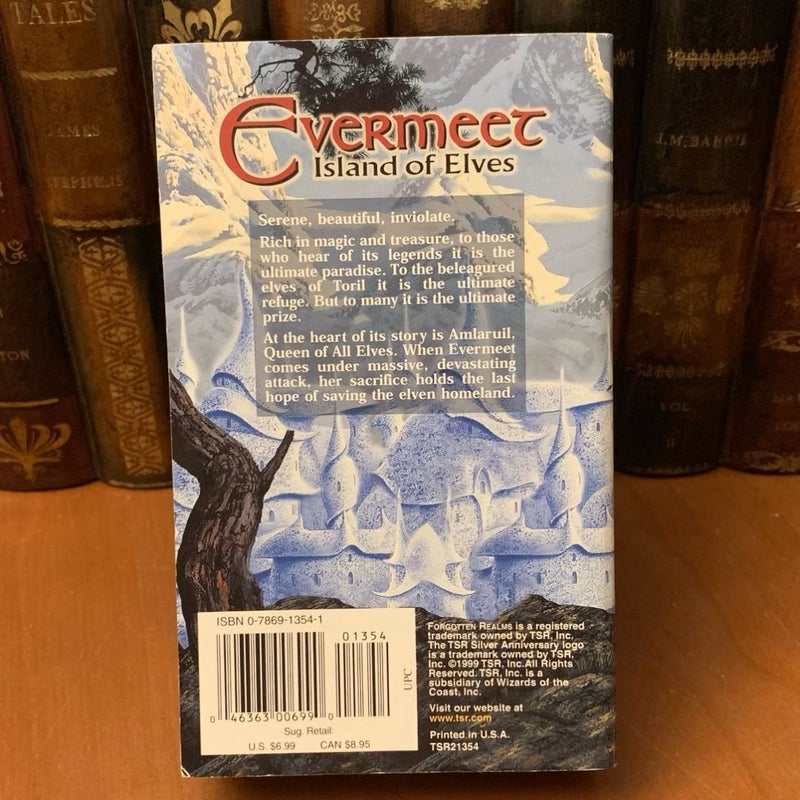 TALES
JAMES
STEPHENS
J.M. BARRIE
TON
VOL
II
EVERMEET
Island of Elves
Serene, beautiful, inviolate.
Rich in magic and treasure, to those
who hear of its legends it is the
ultimate paradise. To the beleagured
elves of Toril it is the ultimate
refuge. But to many it is the ultimate
prize.
At the heart of its story is Amlaruil,
Queen of All Elves. When Evermeet
comes under massive, devastating
attack, her sacrifice holds the last
hope of saving the elven homeland.
ISBN 0-7869-1354-1
01354
0 46363 00699 0
UPC
Sug. Retail:
U.S. $6.99 CAN $8.95
FORGOTTEN REALMS is a registered
trademark owned by TSR, Inc.
The TSR Silver Anniversary logo
is a trademark owned by TSR,
Inc. ©1999 TSR, Inc.All Rights
Reserved. TSR, Inc. is a
subsidiary of Wizards of the
Coast, Inc.
Visit our website at
www.tsr.com
Printed in U.S.A.
TSR21354